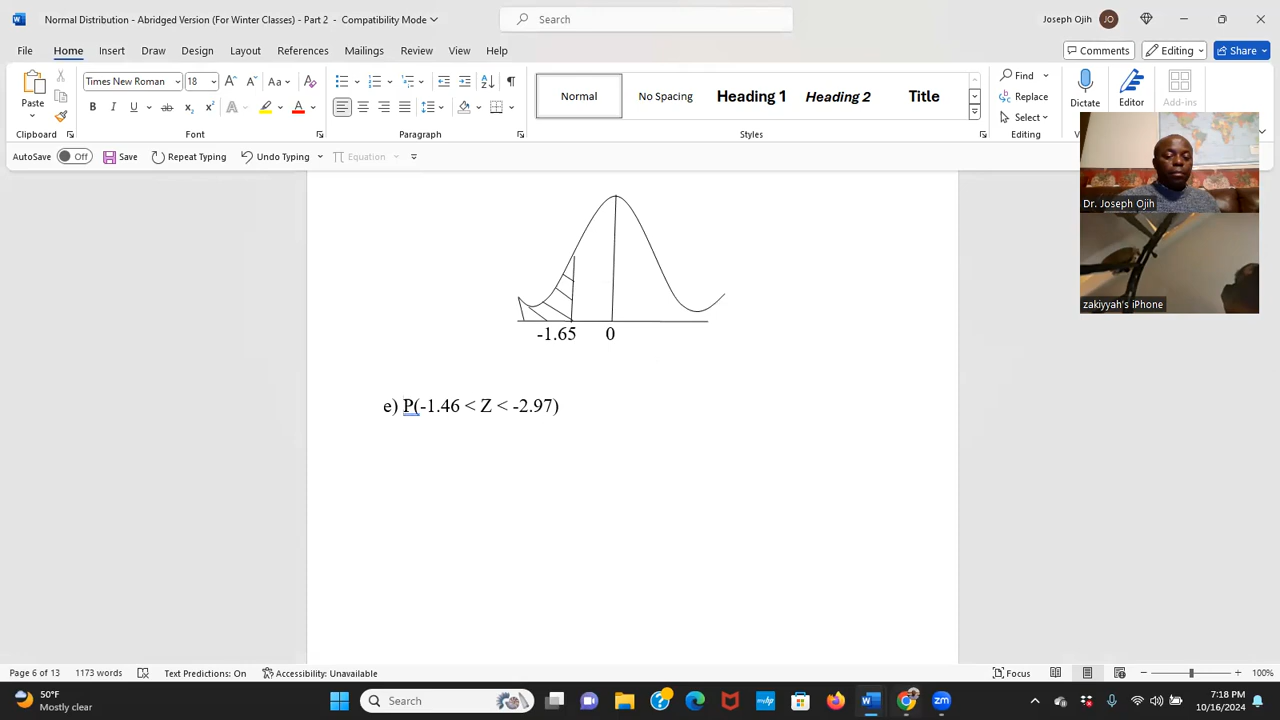 Normal Distribution - Abridged Version (For Winter Classes) - Part 2 - Compatibility Mode
Search
Joseph Ojih
JO
File Home Insert Draw Design Layout References Mailings Review View Help
Comments
Editing
Share
Times New Roman
18
Paste
Clipboard
Font
Paragraph
Normal
No Spacing
Heading 1
Heading 2
Title
Styles
Find
Replace
Select
Editing
Dictate
Editor
Add-ins
AutoSave Off Save Repeat Typing Undo Typing Equation
Dr. Joseph Ojih
zakiyyah's iPhone
-1.65 0
e) P(-1.46 < Z < -2.97)
Page 6 of 13 1173 words Text Predictions: On Accessibility: Unavailable
Focus
100%
50°F
Mostly clear
Search
7:18 PM
10/16/2024